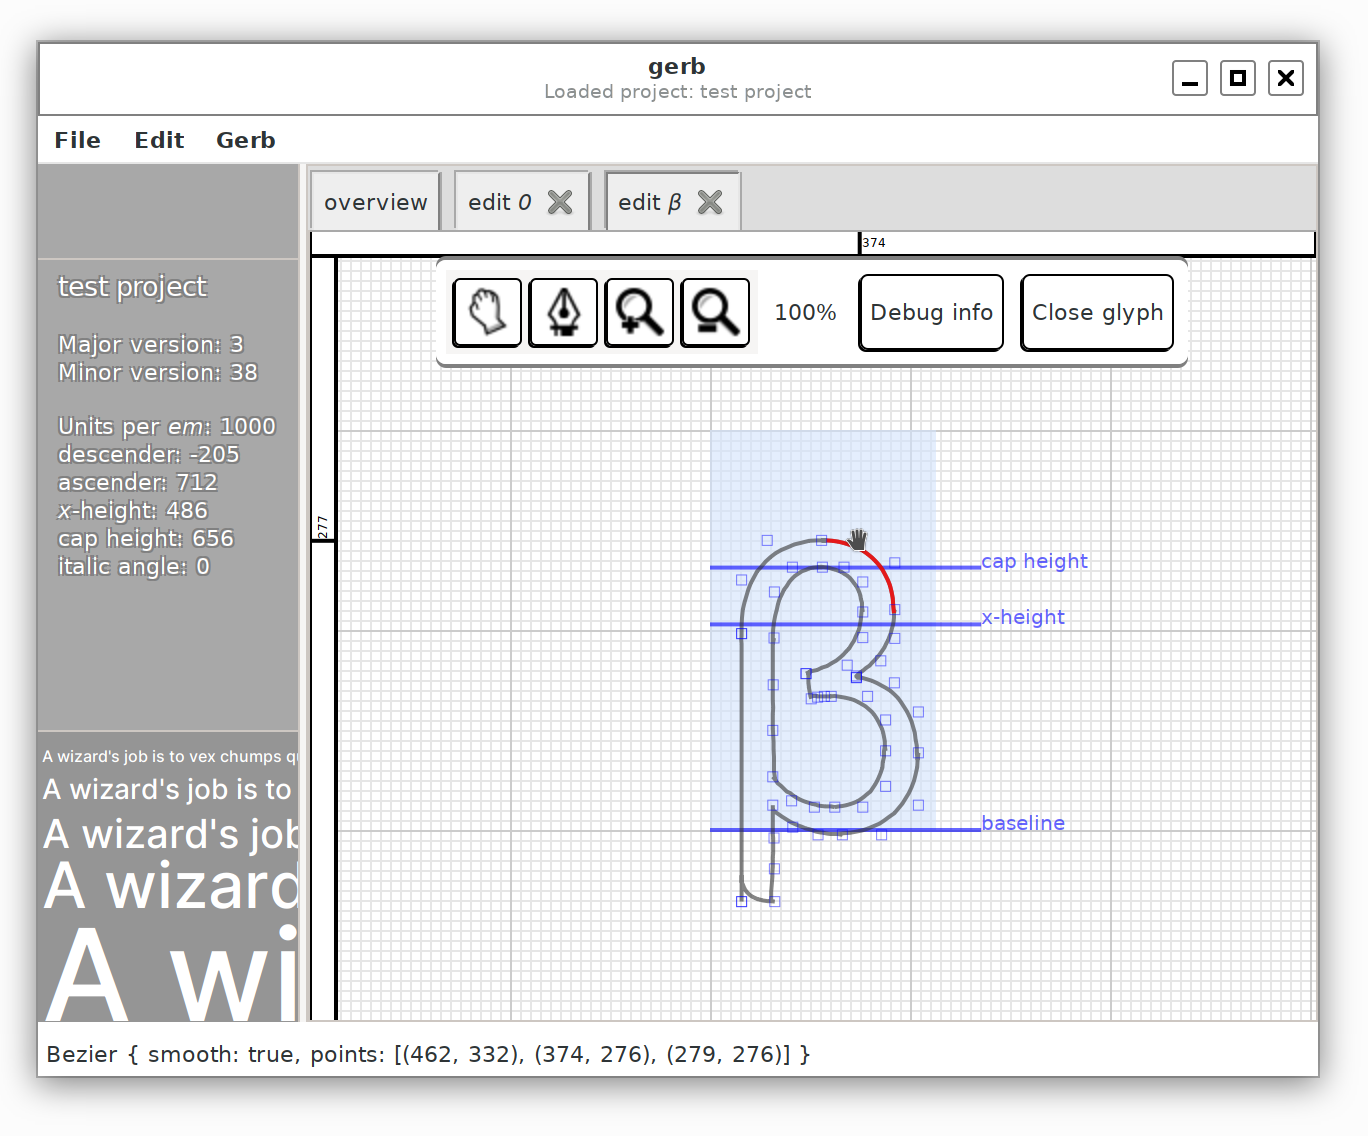 gerb
Loaded project: test project
File Edit Gerb
overview edit 0 edit β
374
277
100% Debug info Close glyph
test project
Major version: 3
Minor version: 38
Units per em: 1000
descender: -205
ascender: 712
x-height: 486
cap height: 656
italic angle: 0
cap height
x-height
baseline
A wizard's job is to vex chumps q
A wizard's job is to
A wizard's job
A wizard
A wi
Bezier { smooth: true, points: [(462, 332), (374, 276), (279, 276)] }